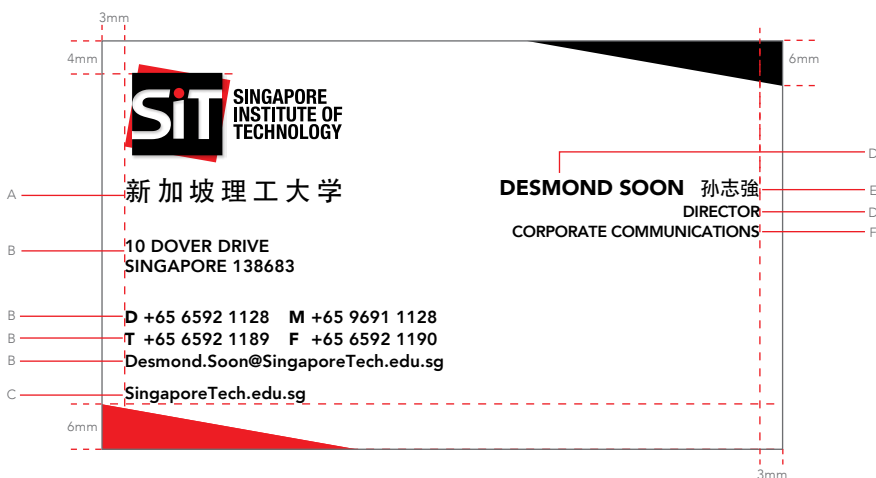 3mm
4mm
6mm
SiT
SINGAPORE
INSTITUTE OF
TECHNOLOGY
D
A
新加坡理工大学
DESMOND SOON 孙志強
E
DIRECTOR
D
CORPORATE COMMUNICATIONS
F
B
10 DOVER DRIVE
SINGAPORE 138683
B
D +65 6592 1128 M +65 9691 1128
B
T +65 6592 1189 F +65 6592 1190
B
Desmond.Soon@SingaporeTech.edu.sg
C
SingaporeTech.edu.sg
6mm
3mm